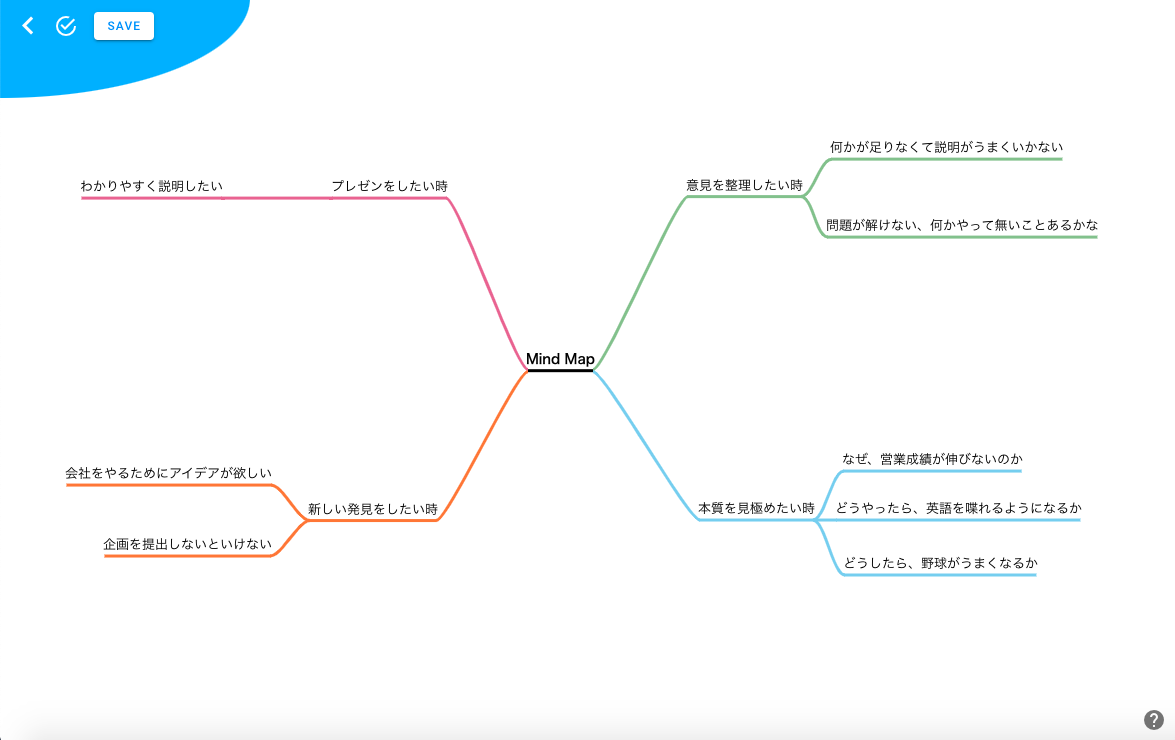 SAVE
何かが足りなくて説明がうまくいかない
わかりやすく説明したい
プレゼンをしたい時
意見を整理したい時
問題が解けない、何かやって無いことあるかな
Mind Map
会社をやるためにアイデアが欲しい
なぜ、営業成績が伸びないのか
新しい発見をしたい時
本質を見極めたい時
どうやったら、英語を喋れるようになるか
企画を提出しないといけない
どうしたら、野球がうまくなるか
?